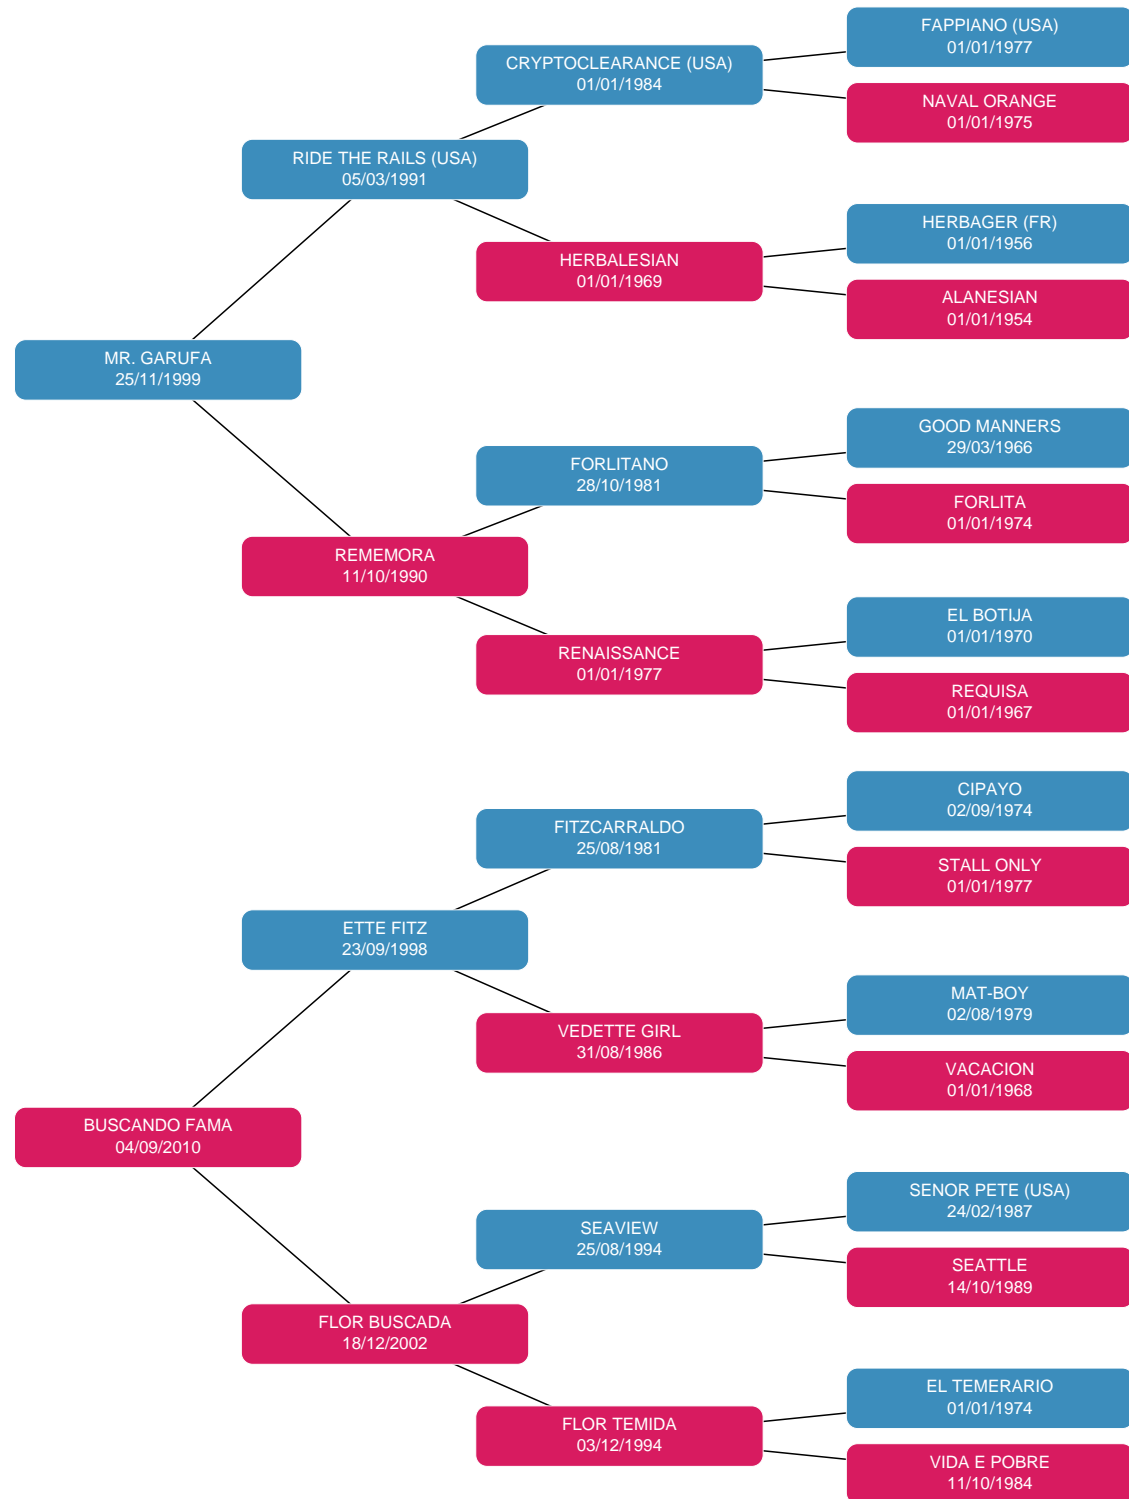 FAPPIANO (USA)
01/01/1977
CRYPTOCLEARANCE (USA)
01/01/1984
NAVAL ORANGE
01/01/1975
RIDE THE RAILS (USA)
05/03/1991
HERBAGER (FR)
01/01/1956
HERBALESIAN
01/01/1969
ALANESIAN
01/01/1954
MR. GARUFA
25/11/1999
GOOD MANNERS
29/03/1966
FORLITANO
28/10/1981
FORLITA
01/01/1974
REMEMORA
11/10/1990
EL BOTIJA
01/01/1970
RENAISSANCE
01/01/1977
REQUISA
01/01/1967
CIPAYO
02/09/1974
FITZCARRALDO
25/08/1981
STALL ONLY
01/01/1977
ETTE FITZ
23/09/1998
MAT-BOY
02/08/1979
VEDETTE GIRL
31/08/1986
VACACION
01/01/1968
BUSCANDO FAMA
04/09/2010
SENOR PETE (USA)
24/02/1987
SEAVIEW
25/08/1994
SEATTLE
14/10/1989
FLOR BUSCADA
18/12/2002
EL TEMERARIO
01/01/1974
FLOR TEMIDA
03/12/1994
VIDA E POBRE
11/10/1984